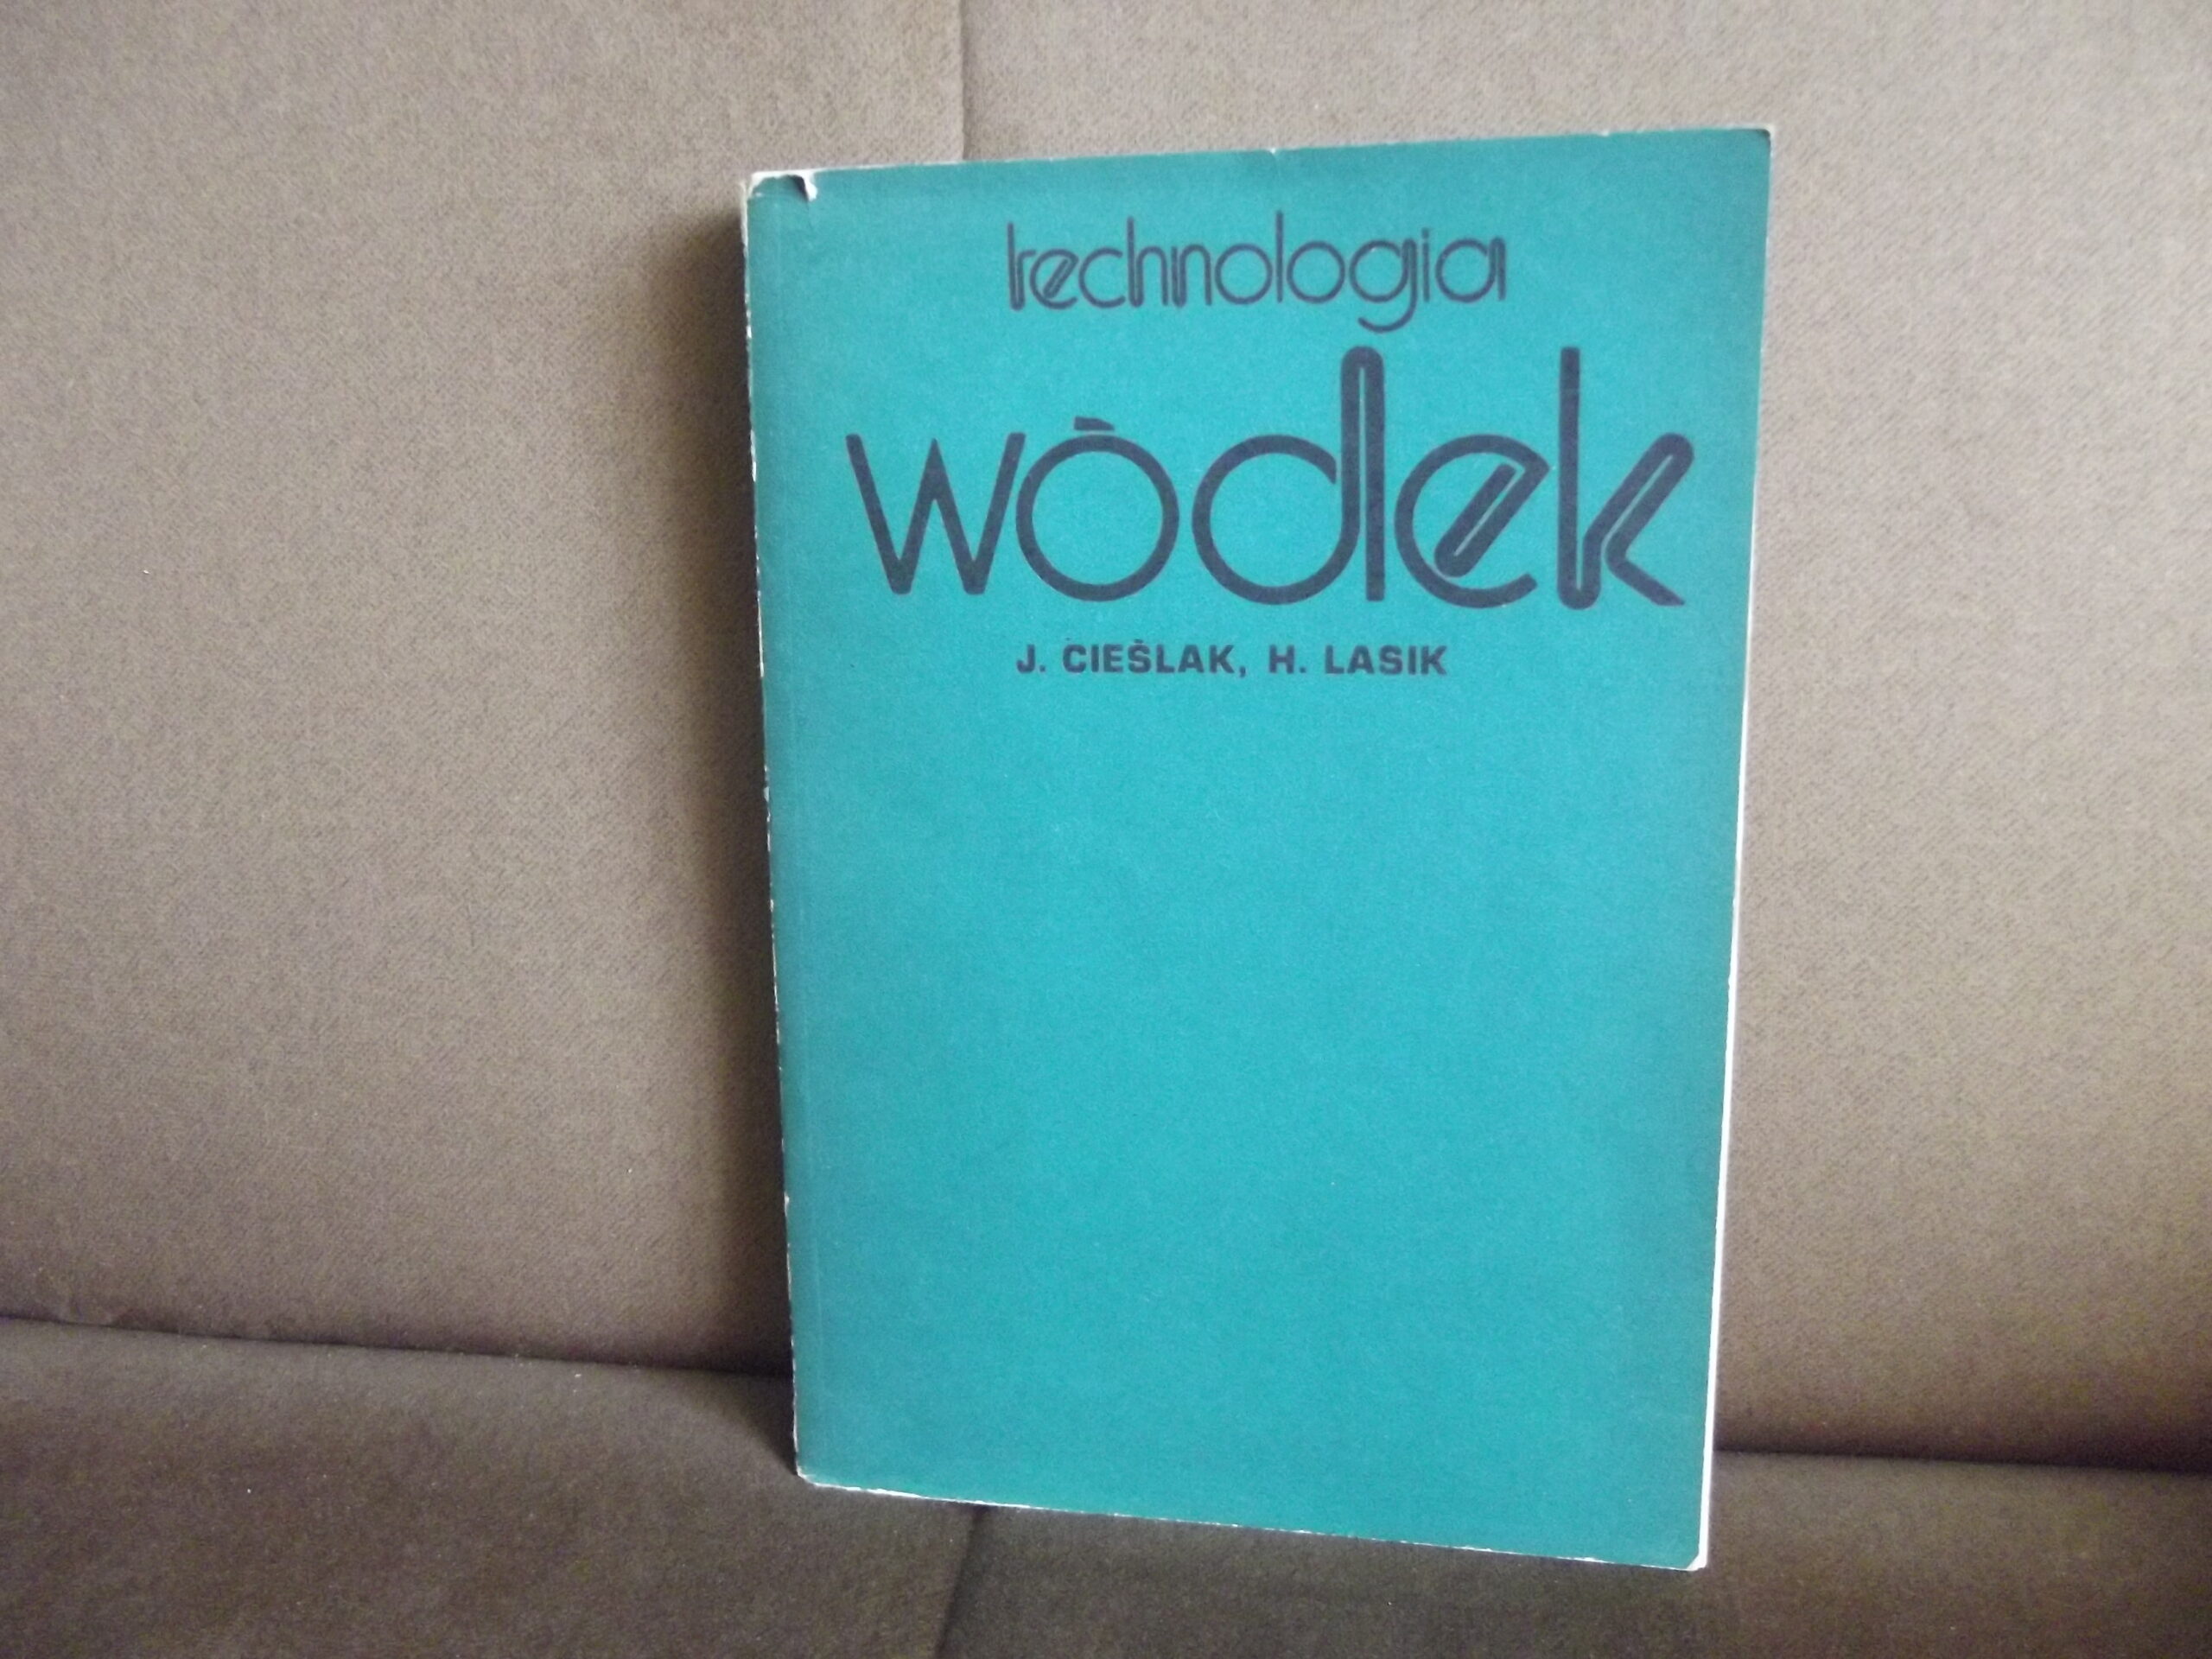 technologia
wódek
J. CIEŚLAK, H. LASIK